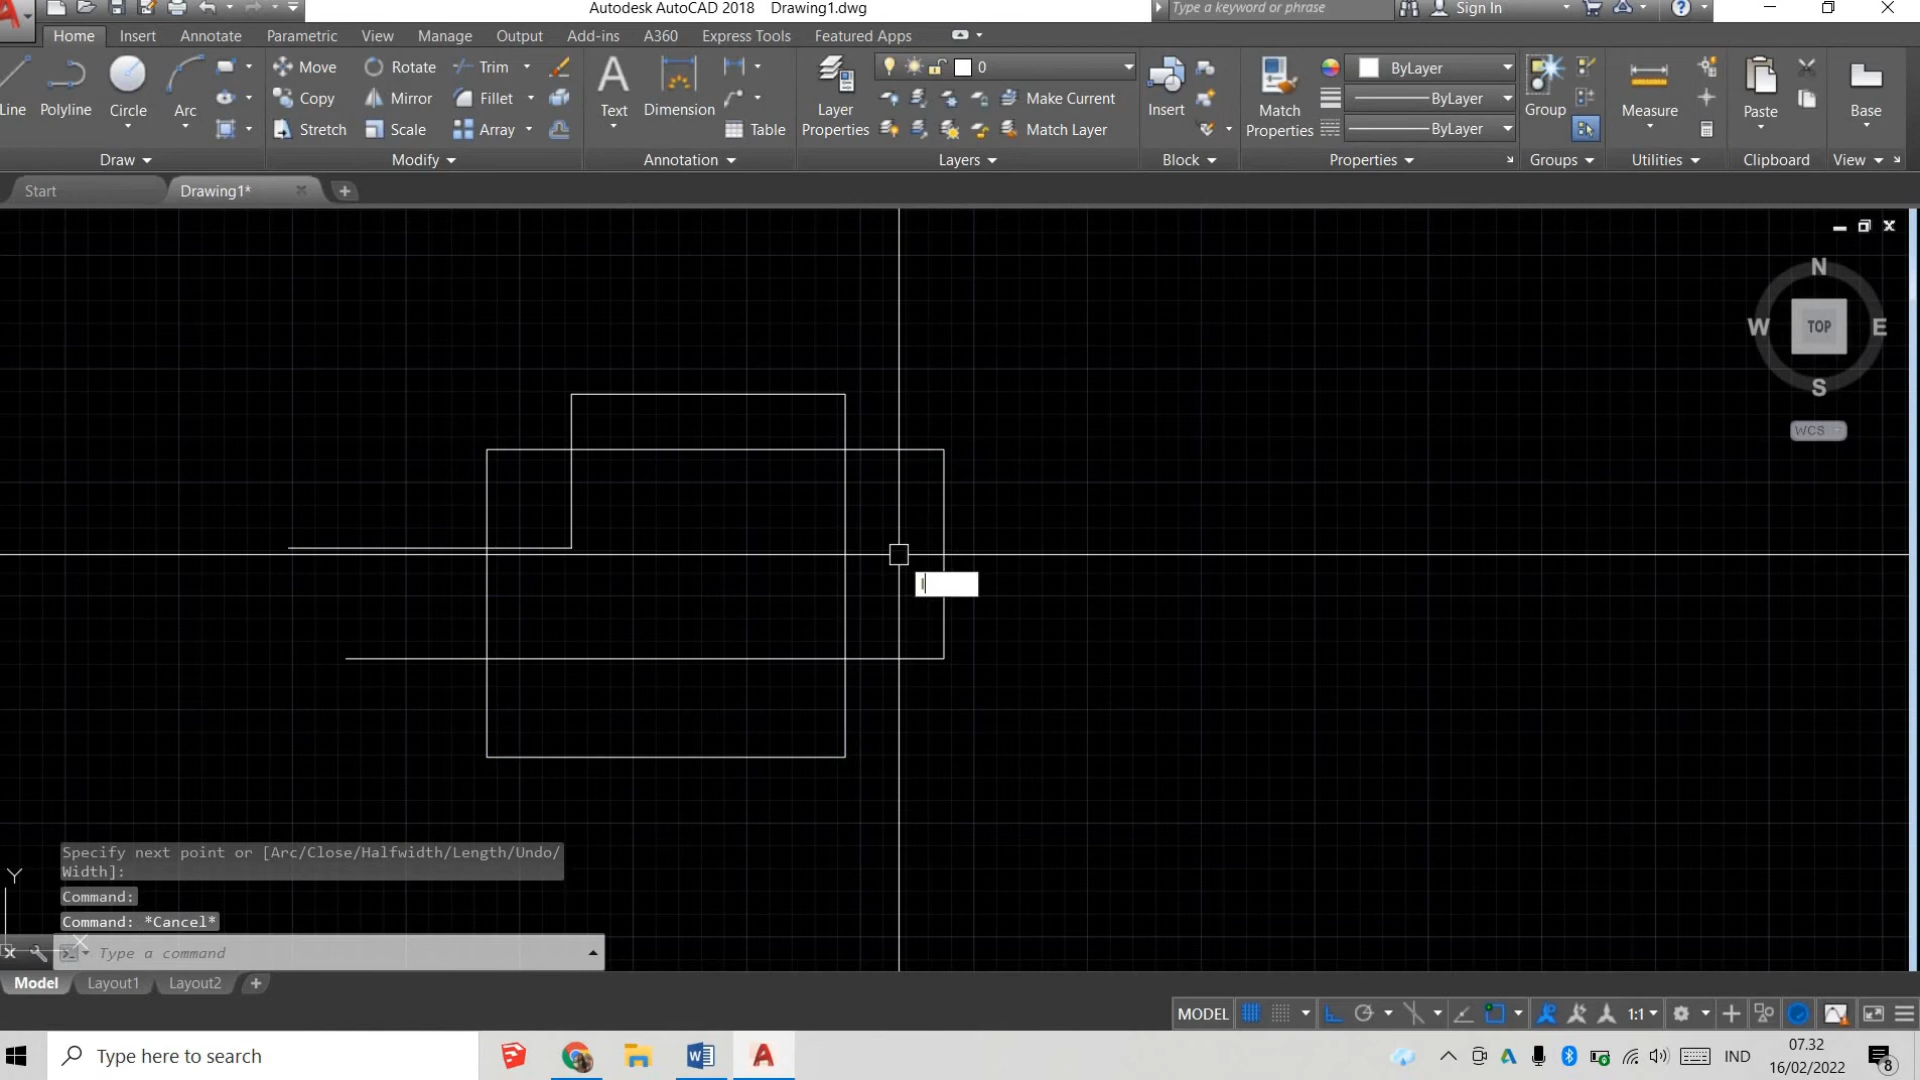 Autodesk AutoCAD 2018 Drawing1.dwg
Type a keyword or phrase
Sign In
Home Insert Annotate Parametric View Manage Output Add-ins A360 Express Tools Featured Apps
Line
Polyline
Circle
Arc
Draw
Move
Copy
Stretch
Rotate
Mirror
Scale
Trim
Fillet
Array
Modify
Text
Dimension
Table
Annotation
Layer
Properties
0
Make Current
Match Layer
Layers
Insert
Block
Match
Properties
ByLayer
ByLayer
ByLayer
Properties
Group
Groups
Measure
Utilities
Paste
Clipboard
Base
View
Start
Drawing1*
N
W
TOP
E
S
WCS
l
Specify next point or [Arc/Close/Halfwidth/Length/Undo/
Width]:
Command:
Command: *Cancel*
Y
X
Type a command
Model Layout1 Layout2
MODEL
1:1
Type here to search
IND
07.32
16/02/2022
8